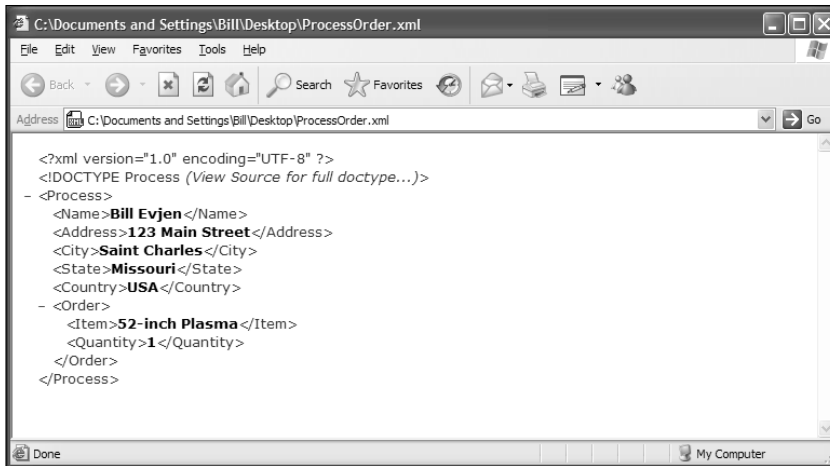 C:\Documents and Settings\Bill\Desktop\ProcessOrder.xml
File Edit View Favorites Tools Help
Back Search Favorites
Address C:\Documents and Settings\Bill\Desktop\ProcessOrder.xml Go
<?xml version="1.0" encoding="UTF-8" ?>
<!DOCTYPE Process (View Source for full doctype...)>
– <Process>
<Name>Bill Evjen</Name>
<Address>123 Main Street</Address>
<City>Saint Charles</City>
<State>Missouri</State>
<Country>USA</Country>
– <Order>
<Item>52-inch Plasma</Item>
<Quantity>1</Quantity>
</Order>
</Process>
Done My Computer